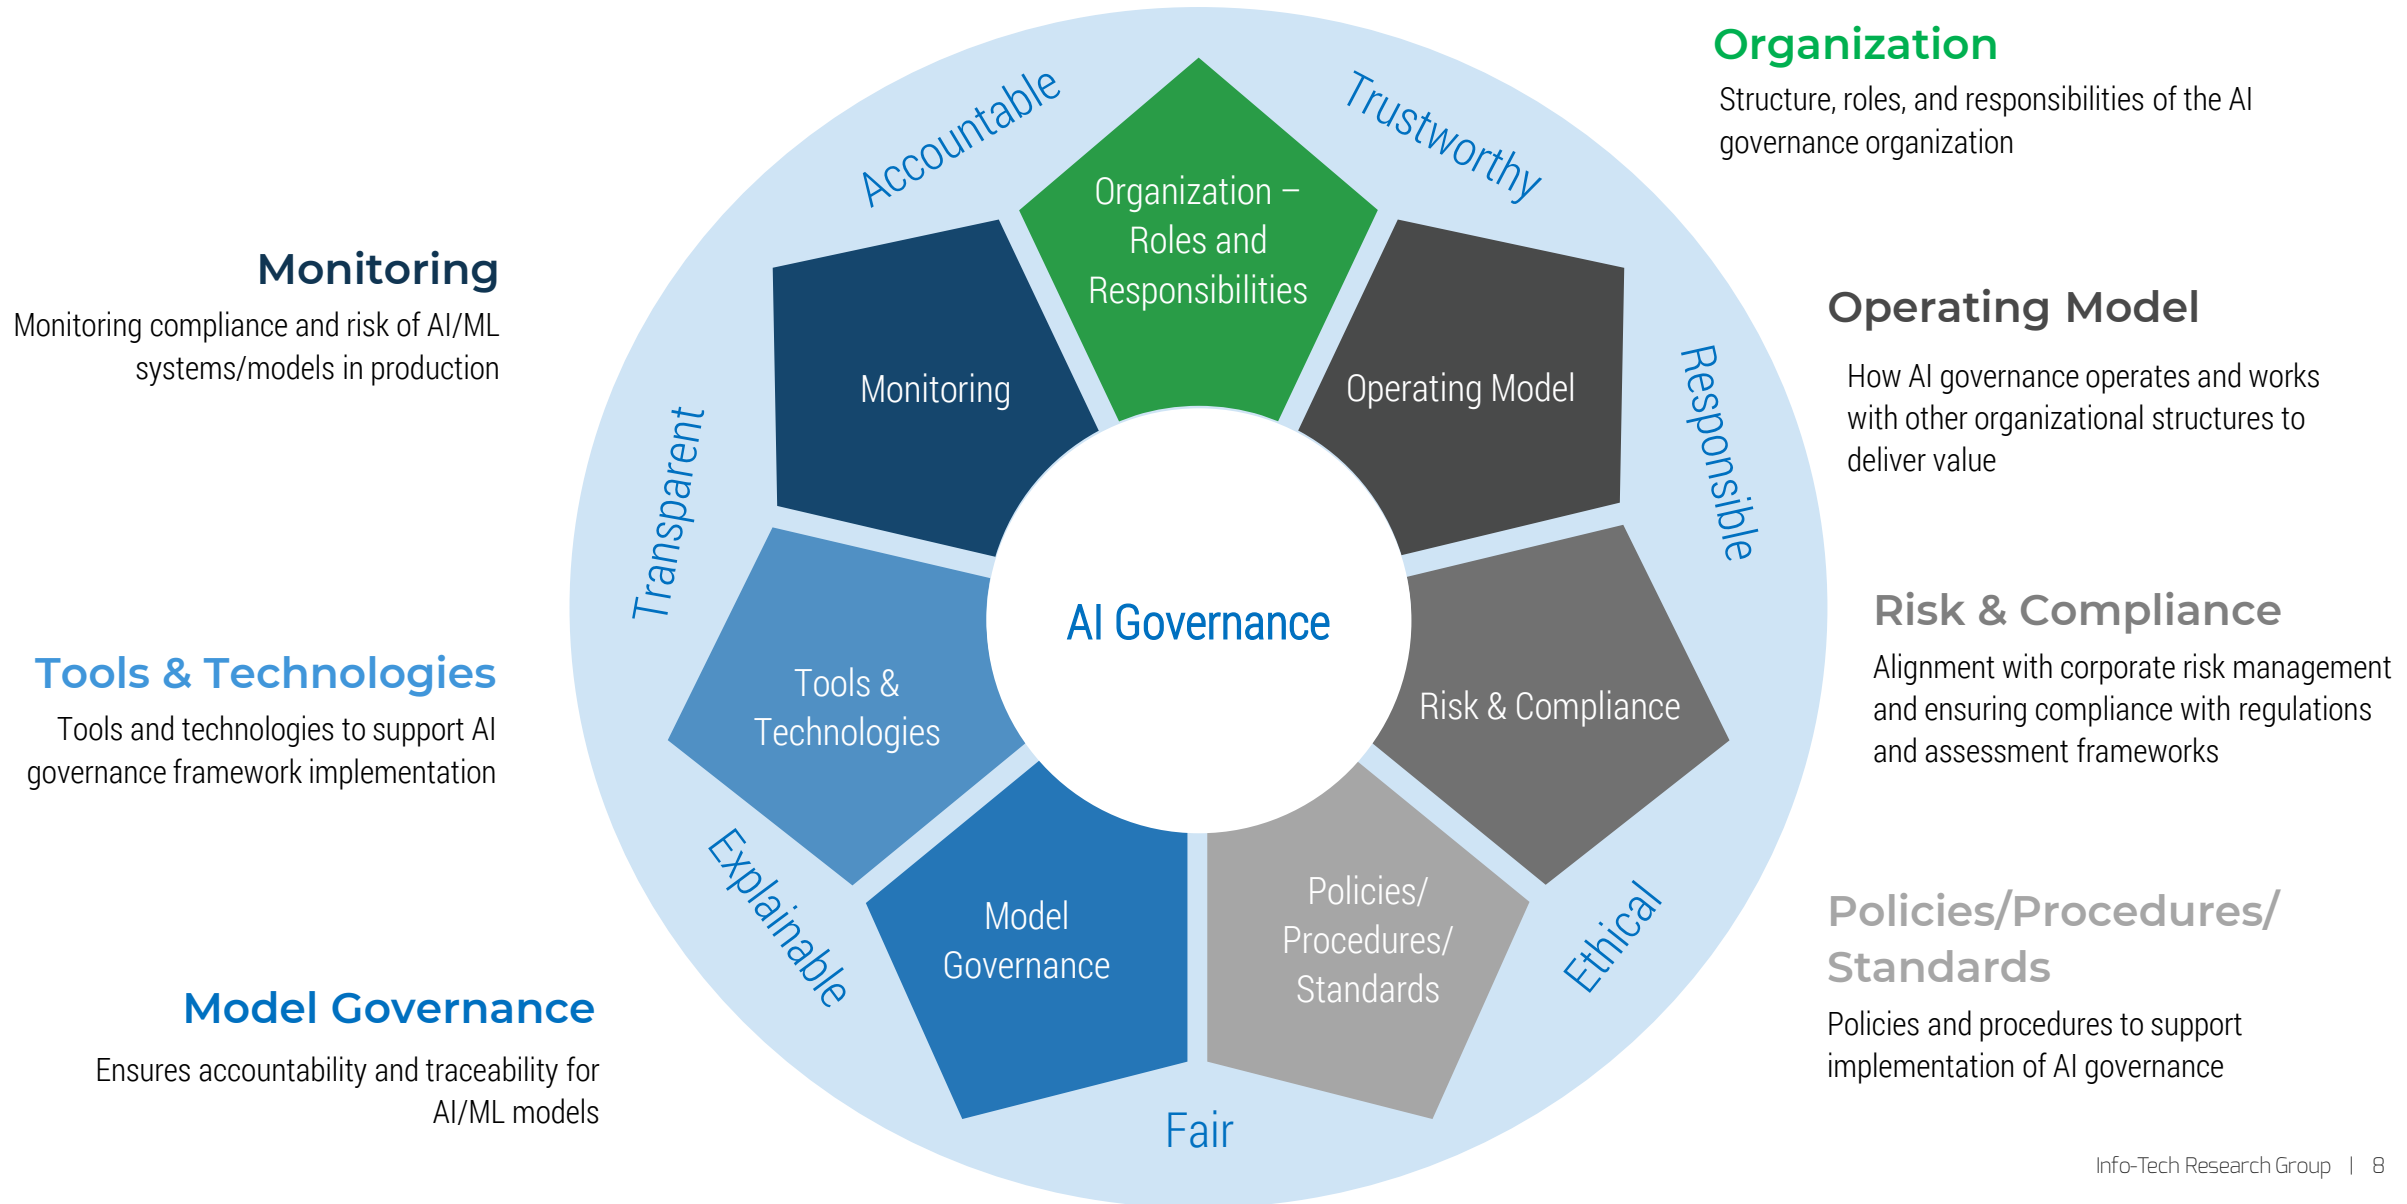 Organization
Structure, roles, and responsibilities of the AI
governance organization
Operating Model
How AI governance operates and works
with other organizational structures to
deliver value
Risk & Compliance
Alignment with corporate risk management
and ensuring compliance with regulations
and assessment frameworks
Policies/Procedures/
Standards
Policies and procedures to support
implementation of AI governance
Monitoring
Monitoring compliance and risk of AI/ML
systems/models in production
Tools & Technologies
Tools and technologies to support AI
governance framework implementation
Model Governance
Ensures accountability and traceability for
AI/ML models
Accountable
Trustworthy
Responsible
Ethical
Fair
Explainable
Transparent
Organization –
Roles and
Responsibilities
Operating Model
Risk & Compliance
Policies/
Procedures/
Standards
Model
Governance
Tools &
Technologies
Monitoring
AI Governance
Info-Tech Research Group | 8